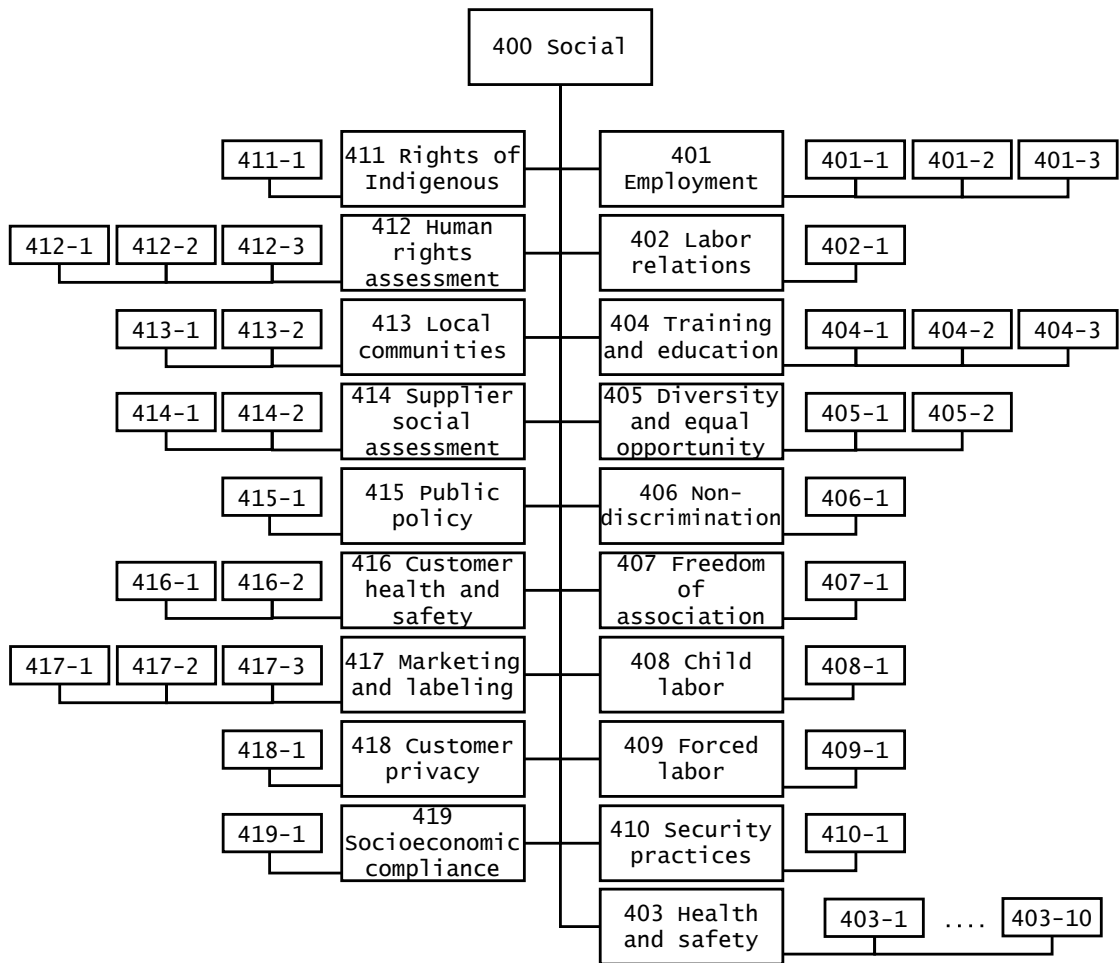 400 Social
411-1
411 Rights of
Indigenous
401
Employment
401-1
401-2
401-3
412-1
412-2
412-3
412 Human
rights
assessment
402 Labor
relations
402-1
413-1
413-2
413 Local
communities
404 Training
and education
404-1
404-2
404-3
414-1
414-2
414 Supplier
social
assessment
405 Diversity
and equal
opportunity
405-1
405-2
415-1
415 Public
policy
406 Non-
discrimination
406-1
416-1
416-2
416 Customer
health and
safety
407 Freedom
of
association
407-1
417-1
417-2
417-3
417 Marketing
and labeling
408 Child
labor
408-1
418-1
418 Customer
privacy
409 Forced
labor
409-1
419-1
419
Socioeconomic
compliance
410 Security
practices
410-1
403 Health
and safety
403-1
....
403-10